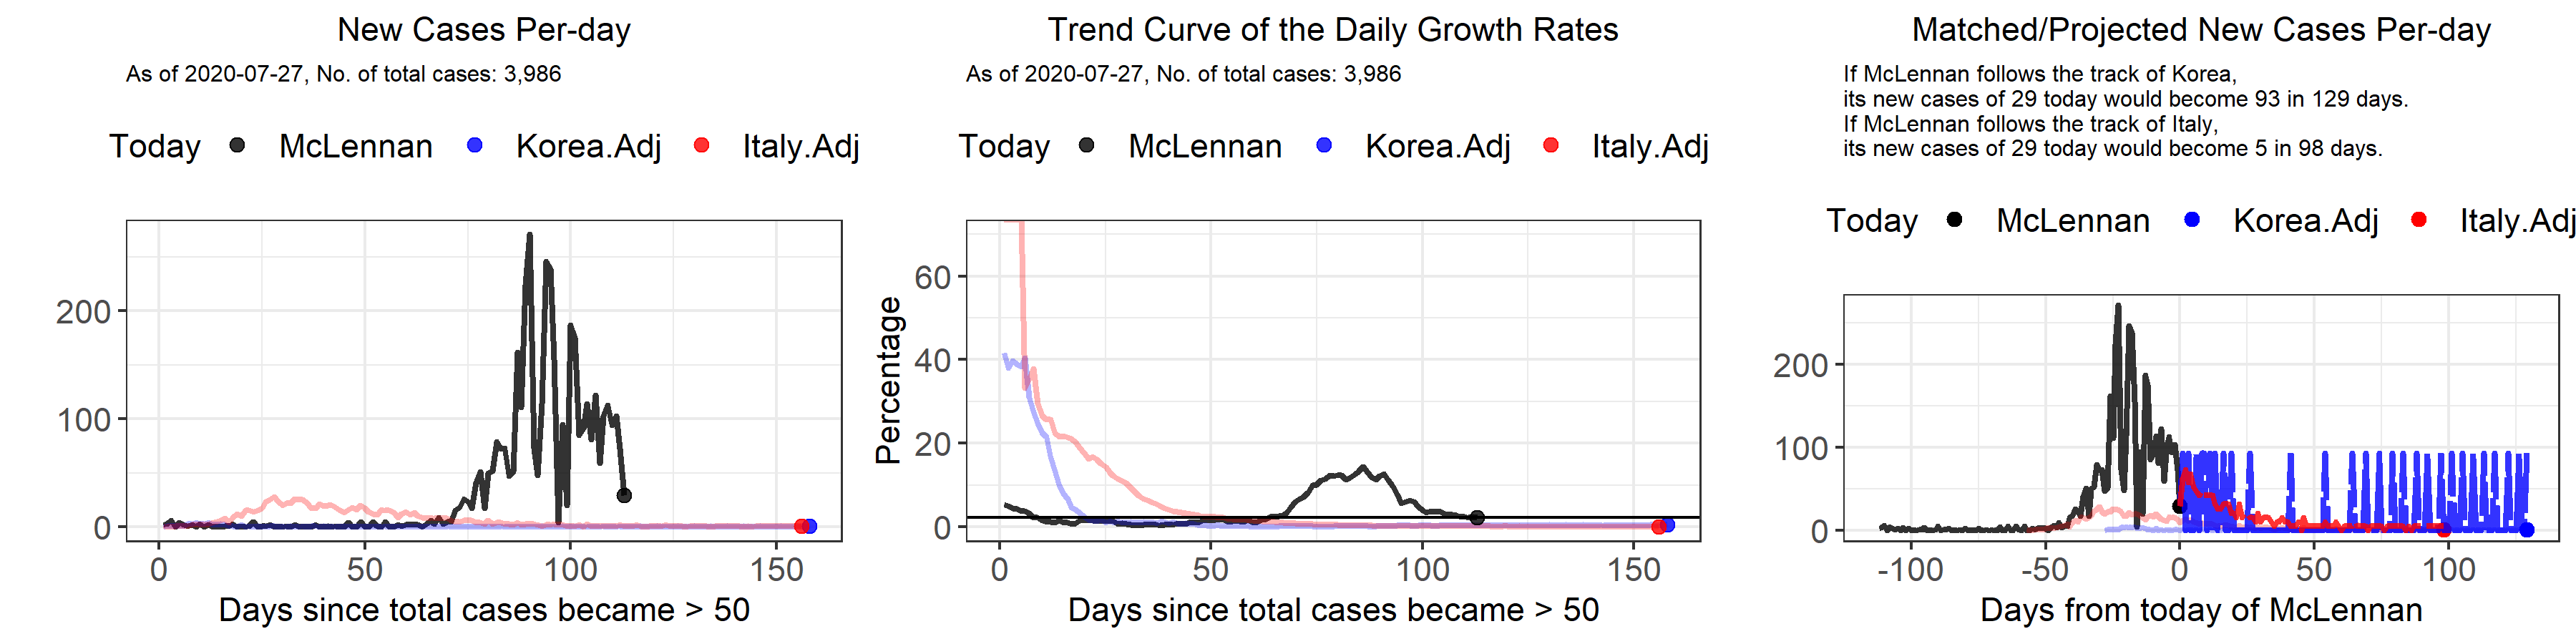 New Cases Per-day
As of 2020-07-27, No. of total cases: 3,986
Today McLennan Korea.Adj Italy.Adj
200
100
0
0 50 100 150
Days since total cases became > 50
Trend Curve of the Daily Growth Rates
As of 2020-07-27, No. of total cases: 3,986
Today McLennan Korea.Adj Italy.Adj
Percentage
60
40
20
0
0 50 100 150
Days since total cases became > 50
Matched/Projected New Cases Per-day
If McLennan follows the track of Korea,
its new cases of 29 today would become 93 in 129 days.
If McLennan follows the track of Italy,
its new cases of 29 today would become 5 in 98 days.
Today McLennan Korea.Adj Italy.Adj
200
100
0
-100 -50 0 50 100
Days from today of McLennan